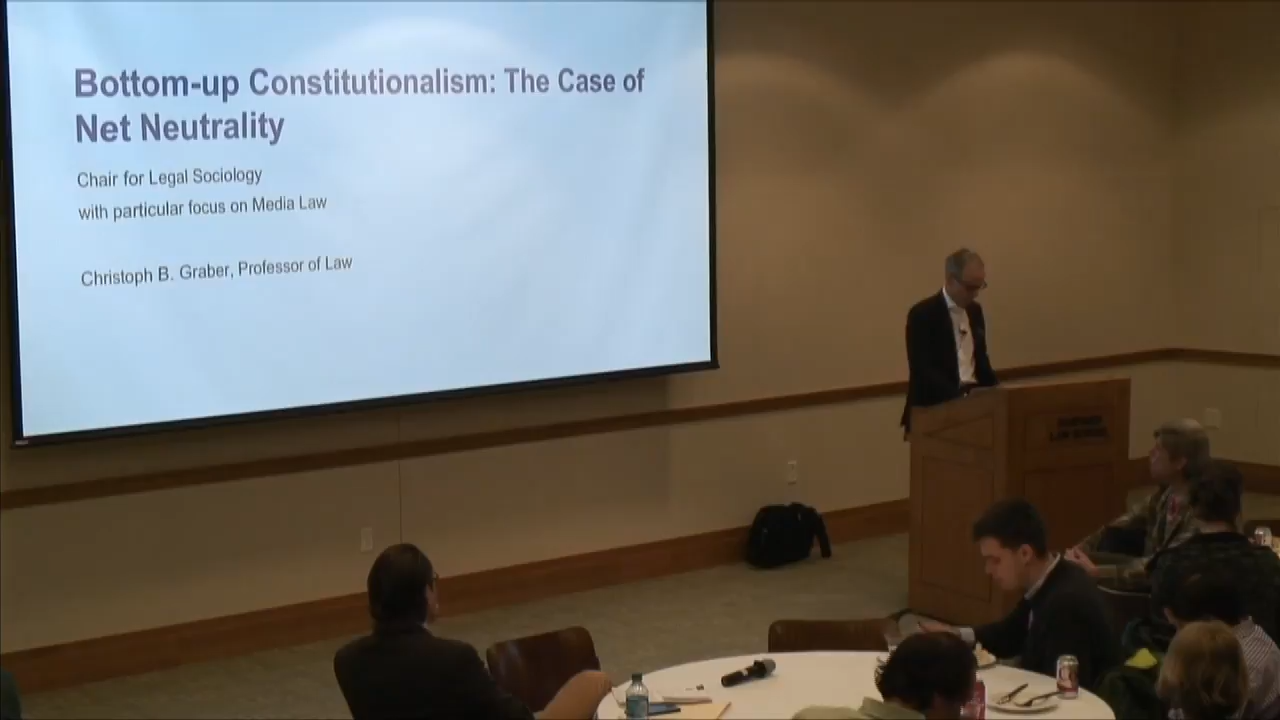 Bottom-up Constitutionalism: The Case of
Net Neutrality
Chair for Legal Sociology
with particular focus on Media Law
Christoph B. Graber, Professor of Law